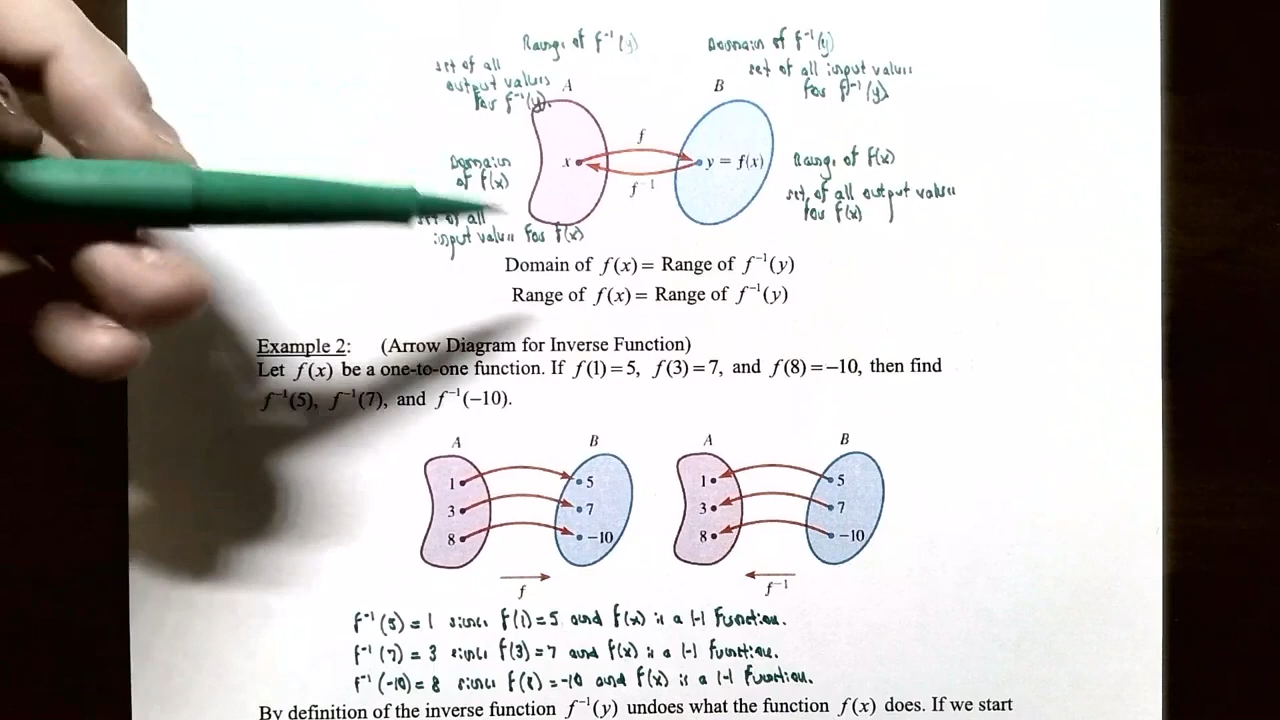 Range of f⁻¹(y)
Domain of f⁻¹(y)
set of all
output values
for f⁻¹(y).
set of all input values
for f⁻¹(y).
A
B
f
x
y = f(x)
f⁻¹
Domain
of f(x)
set of all
input values for f(x)
Range of f(x)
set of all output values
for f(x)
Domain of f(x) = Range of f⁻¹(y)
Range of f(x) = Range of f⁻¹(y)
Example 2: (Arrow Diagram for Inverse Function)
Let f(x) be a one-to-one function. If f(1) = 5, f(3) = 7, and f(8) = −10, then find
f⁻¹(5), f⁻¹(7), and f⁻¹(−10).
A
B
1
5
3
7
8
−10
f
A
B
1
5
3
7
8
−10
f⁻¹
f⁻¹(5) = 1 since f(1) = 5 and f(x) is a 1-1 function.
f⁻¹(7) = 3 since f(3) = 7 and f(x) is a 1-1 function.
f⁻¹(-10) = 8 since f(8) = -10 and f(x) is a 1-1 function.
By definition of the inverse function f⁻¹(y) undoes what the function f(x) does. If we start